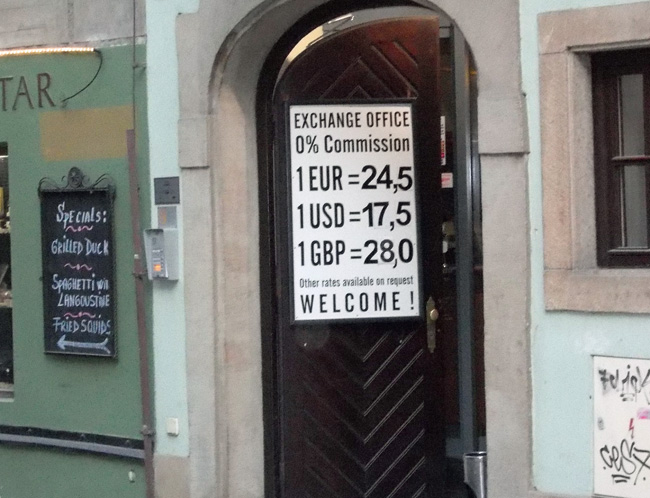 TAR
SPECIALS:
GRILLED DUCK
SPAGHETTI WITH
LANGOUSTINE
FRIED SQUIDS
EXCHANGE OFFICE
0% Commission
1 EUR = 24,5
1 USD = 17,5
1 GBP = 28,0
Other rates available on request
WELCOME !